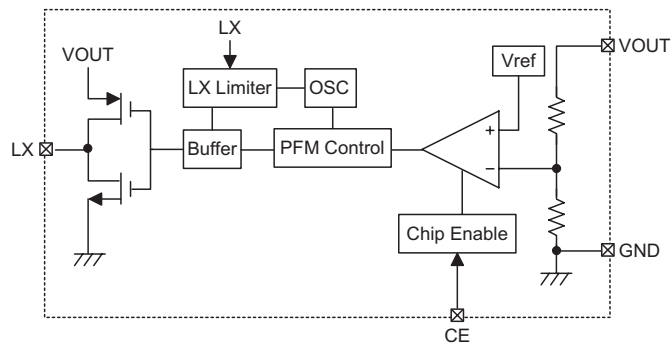 LX
VOUT
VOUT
Vref
LX Limiter
OSC
+
LX
Buffer
PFM Control
−
Chip Enable
GND
CE